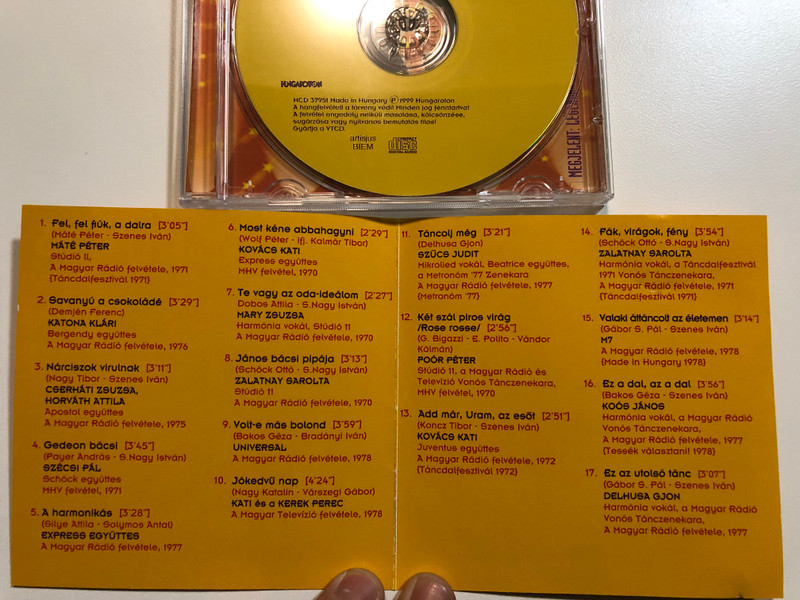 HUNGAROTON
HCD 37951 Made in Hungary Ⓟ 1999 Hungaroton
A hangfelvételt a törvény védi! Minden jog fenntartva!
A felvétel engedély nélküli másolása, kölcsönzése,
sugárzása vagy nyilvános bemutatás tilos!
Gyártja a VTCD.
artisjus
BIEM
COMPACT
disc
DIGITAL AUDIO
MEGJELENT:
1. Fel, fel fiúk, a dalra [3'05"]
(Máté Péter - Szenes Iván)
MÁTÉ PÉTER
Stúdió 11,
A Magyar Rádió felvétele, 1971
{Táncdalfesztivál 1971}
2. Savanyú a csokoládé [3'29"]
(Demjén Ferenc)
KATONA KLÁRI
Bergendy együttes
A Magyar Rádió felvétele, 1976
3. Nárciszok virulnak [3'11"]
(Nagy Tibor - Szenes Iván)
CSERHÁTI ZSUZSA,
HORVÁTH ATTILA
Apostol együttes
A Magyar Rádió felvétele, 1975
4. Gedeon bácsi [3'45"]
(Payer András - S.Nagy István)
SZÉCSI PÁL
Schöck együttes
MHV felvétel, 1971
5. A harmonikás [3'28"]
(Silye Attila - Solymos Antal)
EXPRESS EGYÜTTES
A Magyar Rádió felvétele, 1977
6. Most kéne abbahagyni [2'29"]
(Wolf Péter - ifj. Kalmár Tibor)
KOVÁCS KATI
Express együttes
MHV felvétel, 1970
7. Te vagy az oda-ideálom [2'27"]
Dobos Attila - S.Nagy István)
MARY ZSUZSA
Harmónia vokál, Stúdió 11
A Magyar Rádió felvétele, 1970
8. János bácsi pipája [3'13"]
(Schöck Ottó - S.Nagy István)
ZALATNAY SAROLTA
Stúdió 11
A Magyar Rádió felvétele, 1970
9. Volt-e más bolond [3'59"]
(Bakos Géza - Bradányi Iván)
UNIVERSAL
A Magyar Rádió felvétele, 1978
10. Jókedvű nap [4'24"]
(Nagy Katalin - Várszegi Gábor)
KATI és a KEREK PEREC
A Magyar Televízió felvétele, 1978
11. Táncolj még [3'21"]
(Delhusa Gjon)
SZŰCS JUDIT
Mikrolied vokál, Beatrice együttes,
a Metronóm '77 Zenekara
A Magyar Rádió felvétele, 1977
{Metronóm '77}
12. Két szál piros virág
/Rose rosse/ [2'56"]
(G. Bigazzi - E. Polito - Vándor
Kálmán)
POÓR PÉTER
Stúdió 11, a Magyar Rádió és
Televízió Vonós Tánczenekara,
MHV felvétel, 1970
13. Add már, Uram, az esőt [2'51"]
(Koncz Tibor - Szenes Iván)
KOVÁCS KATI
Juventus együttes
A Magyar Rádió felvétele, 1972
{Táncdalfesztivál 1972}
14. Fák, virágok, fény [3'54"]
(Schöck Ottó - S.Nagy István)
ZALATNAY SAROLTA
Harmónia vokál, a Táncdalfesztivál
1971 Vonós Tánczenekara,
A Magyar Rádió felvétele, 1971
{Táncdalfesztivál 1971}
15. Valaki áttáncolt az életemen [3'14"]
(Gábor S. Pál - Szenes Iván)
M7
A Magyar Rádió felvétele, 1978
{Made in Hungary 1978}
16. Ez a dal, az a dal [3'56"]
(Bakos Géza - Szenes Iván)
KOÓS JÁNOS
Harmónia vokál, a Magyar Rádió
Vonós Tánczenekara,
A Magyar Rádió felvétele, 1977
{Tessék választani! 1978}
17. Ez az utolsó tánc [3'07"]
(Gábor S. Pál - Szenes Iván)
DELHUSA GJON
Harmónia vokál, a Magyar Rádió
Vonós Tánczenekara,
A Magyar Rádió felvétele, 1977